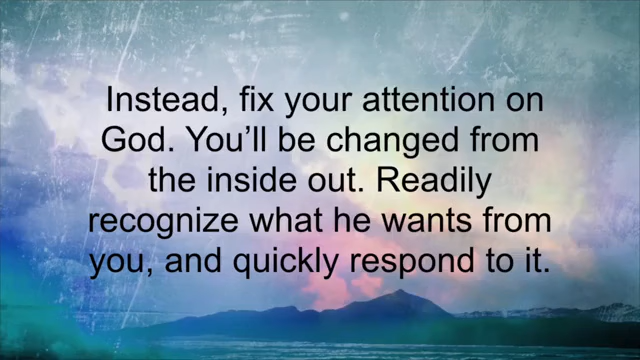 Instead, fix your attention on
God. You’ll be changed from
the inside out. Readily
recognize what he wants from
you, and quickly respond to it.